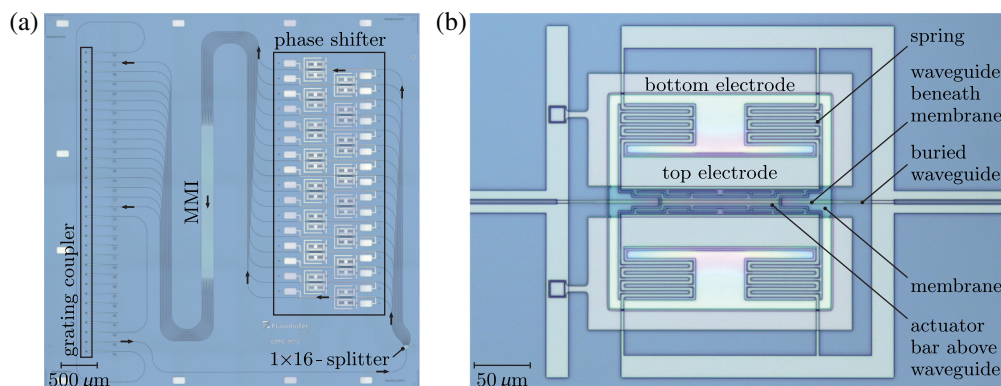 (a)
phase shifter
MMI
grating coupler
1×16-splitter
500 μm
(b)
spring
bottom electrode
waveguide
beneath
membrane
top electrode
buried
waveguide
membrane
actuator
bar above
waveguide
50 μm